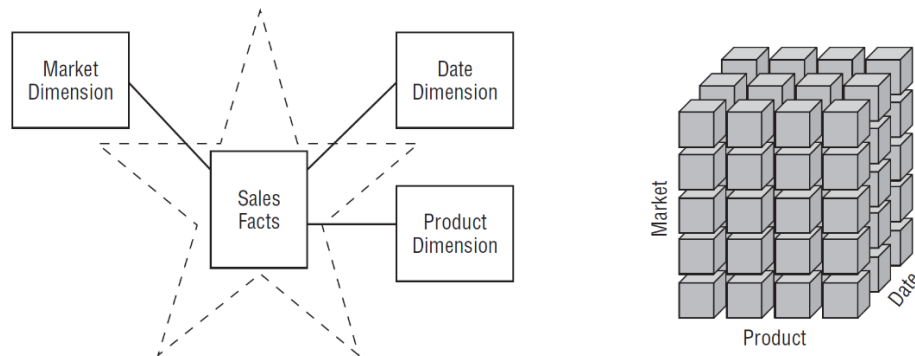 Market
Dimension
Date
Dimension
Sales
Facts
Product
Dimension
Market
Product
Date